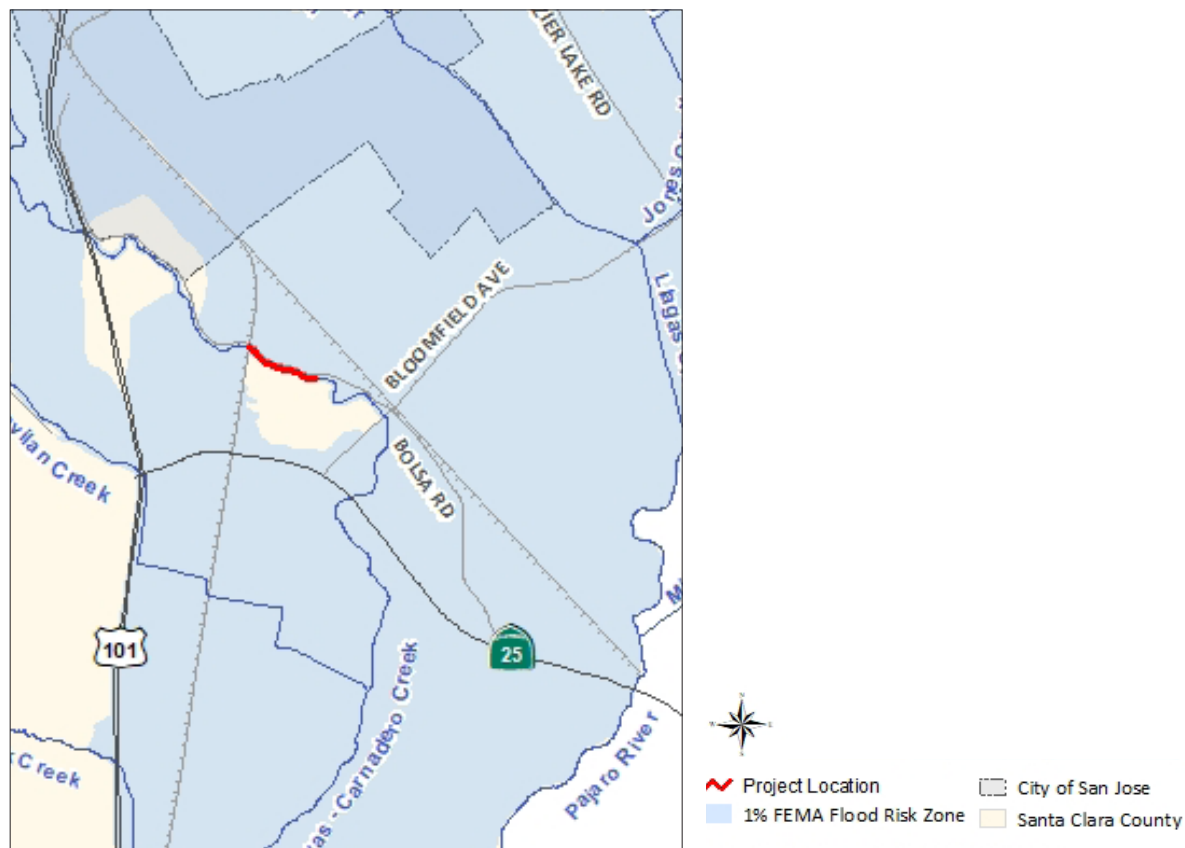 ZIER LAKE RD
Jones
BLOOMFIELD AVE
Llagas
vilan Creek
BOLSA RD
101
25
k Creek
as - Carnadero Creek
Pajaro River
N
W
E
S
Project Location
1% FEMA Flood Risk Zone
City of San Jose
Santa Clara County